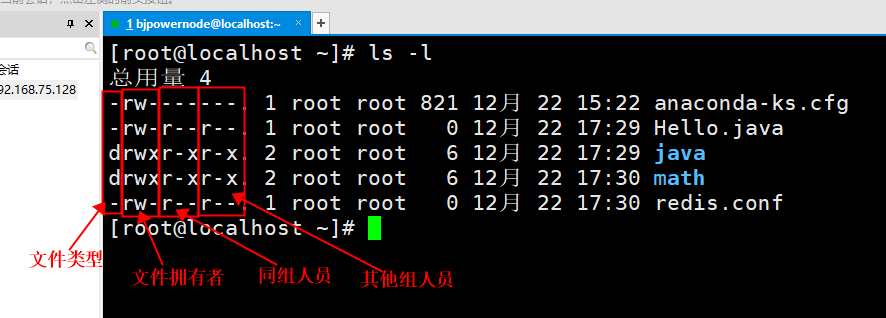 1 bjpowernode@localhost:~
会话
92.168.75.128
[root@localhost ~]# ls -l
总用量 4
-rw-------. 1 root root 821 12月 22 15:22 anaconda-ks.cfg
-rw-r--r--. 1 root root 0 12月 22 17:29 Hello.java
drwxr-xr-x. 2 root root 6 12月 22 17:29 java
drwxr-xr-x. 2 root root 6 12月 22 17:30 math
-rw-r--r--. 1 root root 0 12月 22 17:30 redis.conf
[root@localhost ~]#
文件类型
文件拥有者
同组人员
其他组人员